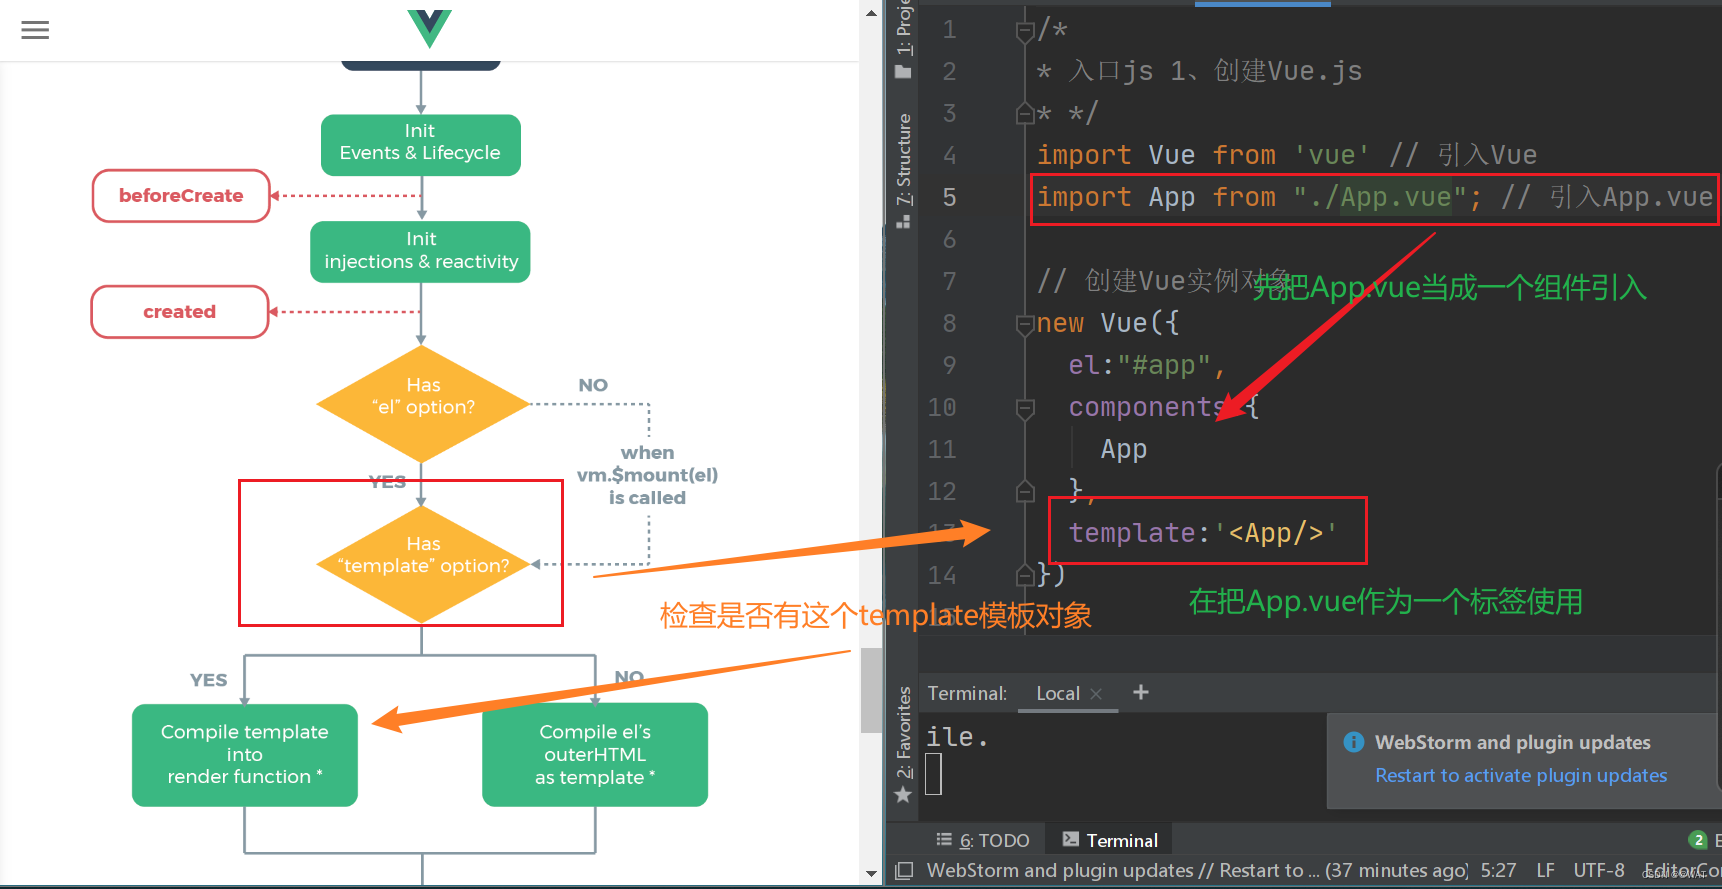 Init
Events & Lifecycle
beforeCreate
Init
injections & reactivity
created
Has
“el” option?
NO
when
vm.$mount(el)
is called
YES
Has
“template” option?
YES
NO
Compile template
into
render function *
Compile el’s
outerHTML
as template *
检查是否有这个template模板对象
1: Proje
7: Structure
2: Favorites
1 /*
2 * 入口js 1、创建Vue.js
3 * */
4 import Vue from 'vue' // 引入Vue
5 import App from "./App.vue"; // 引入App.vue
6
7 // 创建Vue实例对象
先把App.vue当成一个组件引入
8 new Vue({
9 el:"#app",
10 components {
11 App
12 },
13 template:'<App/>'
14 })
在把App.vue作为一个标签使用
15
Terminal: Local × +
ile.
WebStorm and plugin updates
Restart to activate plugin updates
6: TODO Terminal
2 E
WebStorm and plugin updates // Restart to ... (37 minutes ago) 5:27 LF UTF-8 EditorCo